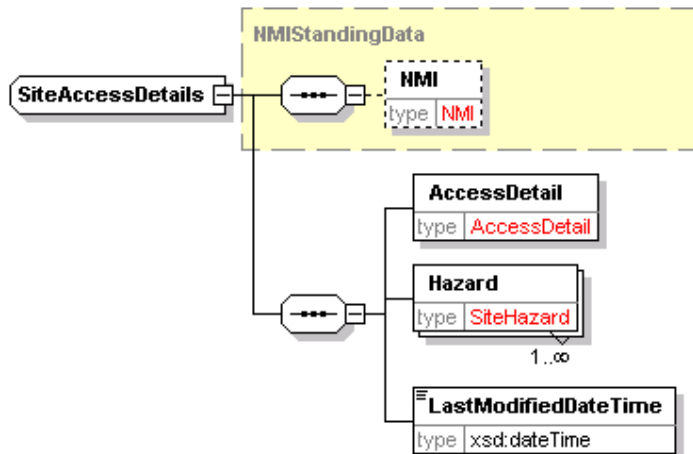 NMIStandingData
SiteAccessDetails
NMI
type NMI
AccessDetail
type AccessDetail
Hazard
type SiteHazard
1..∞
LastModifiedDateTime
type xsd:dateTime